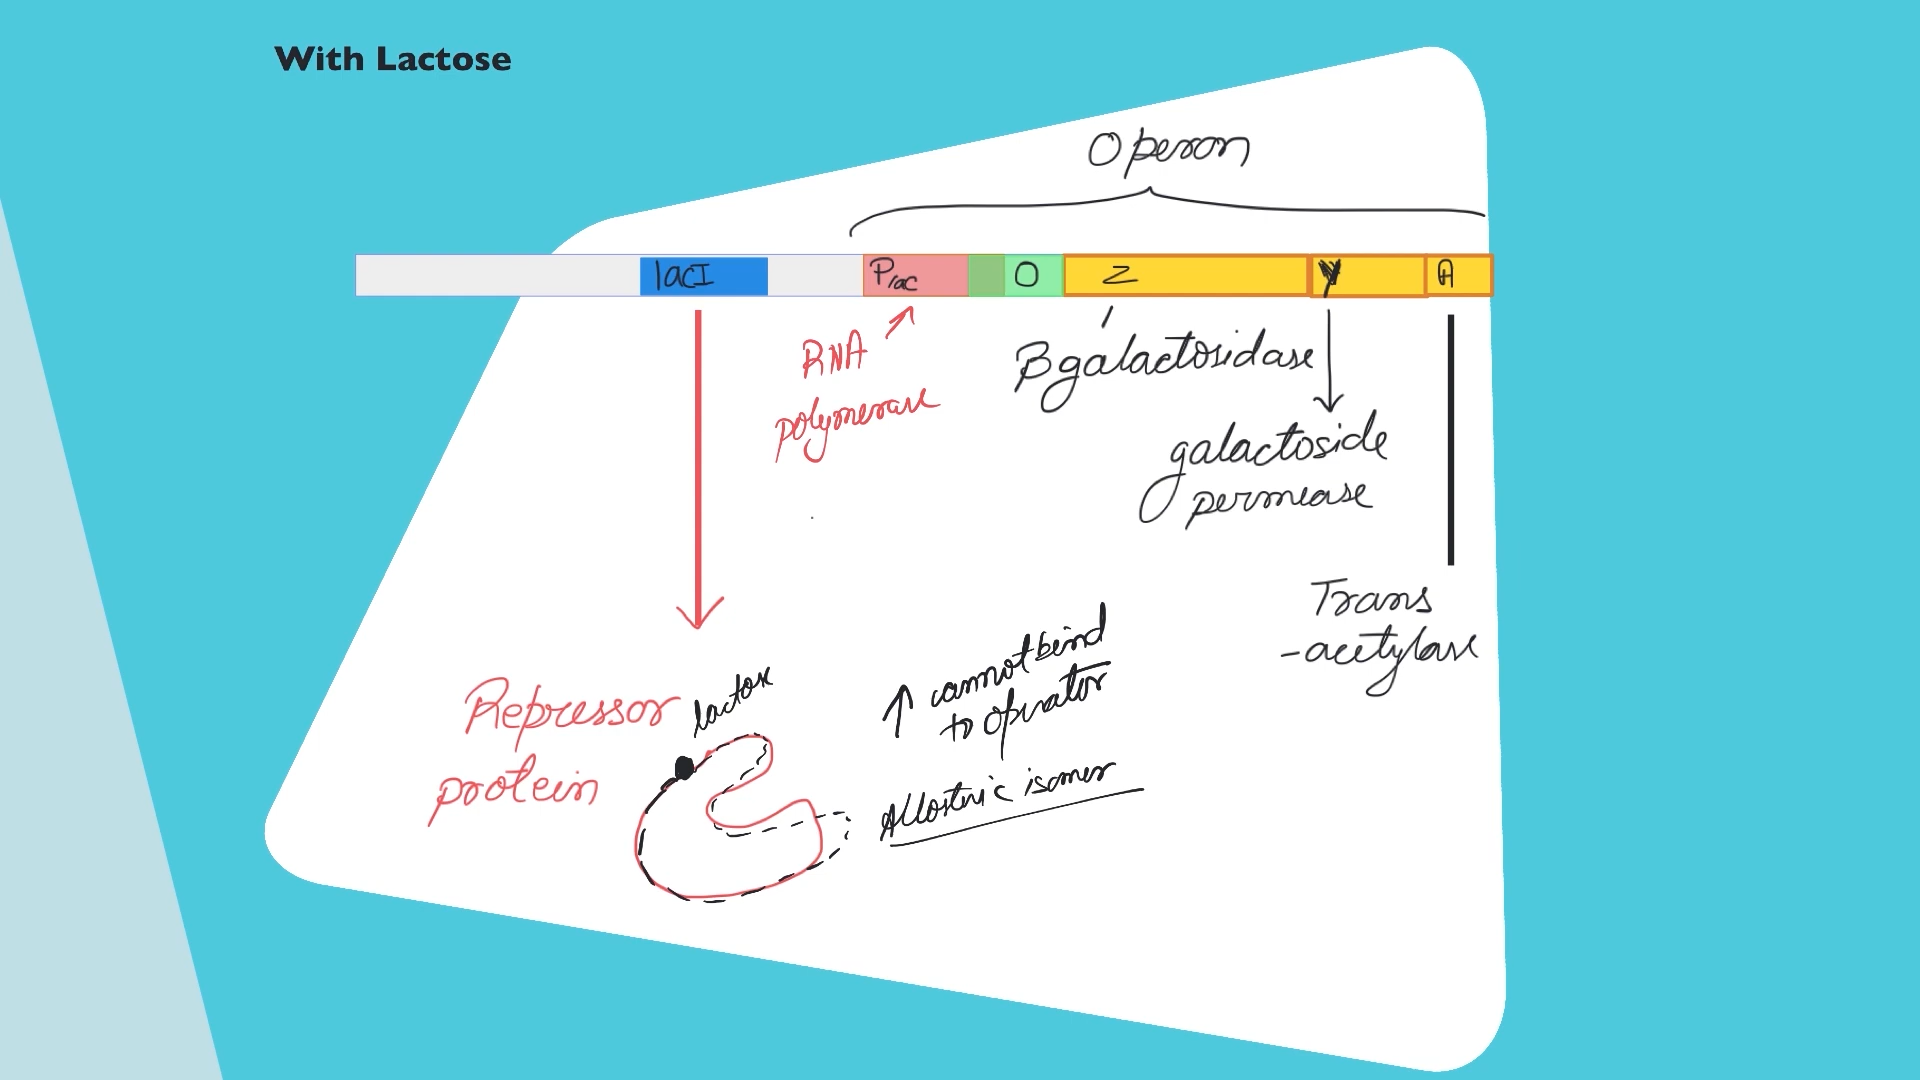 With Lactose
Operon
lacI
Plac
O
Z
Y
A
RNA
polymerase
Bgalactosidase
galactoside
permease
Trans
-acetylase
Repressor
protein
lactose
cannot bind
to operator
Allosteric isomer